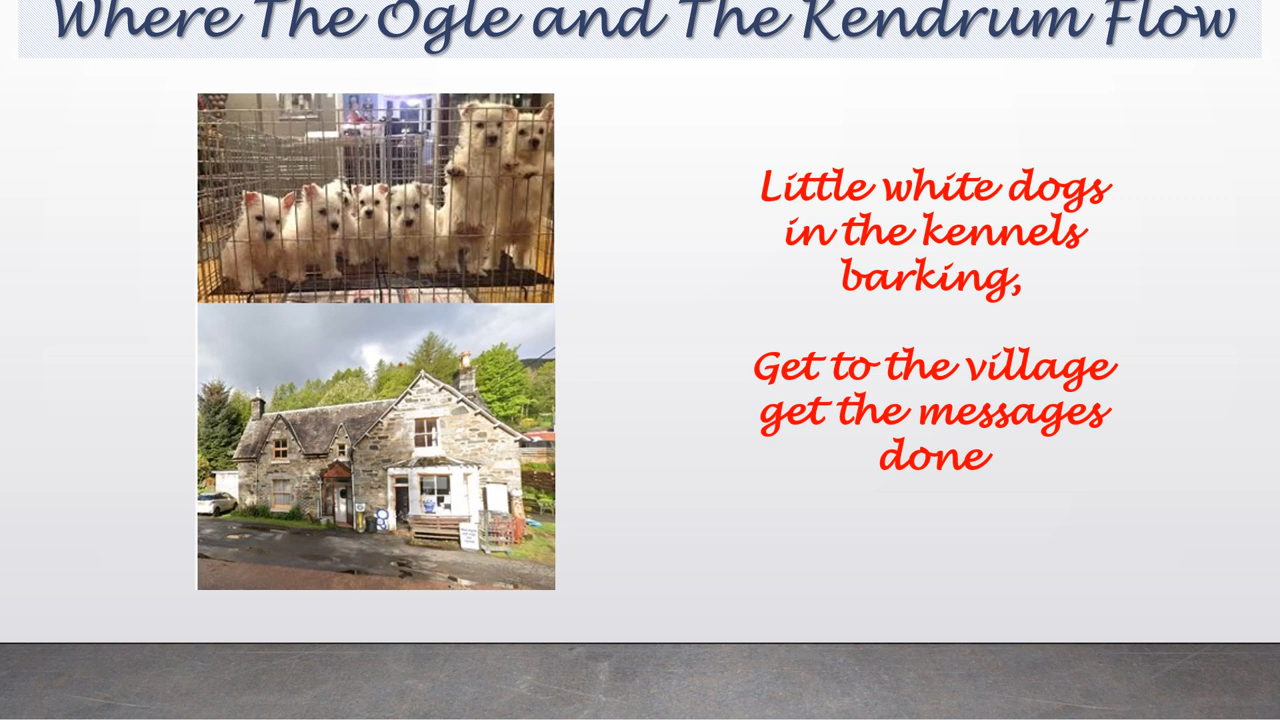 Where The Ogle and The Kendrum Flow
Little white dogs
in the kennels
barking,
Get to the village
get the messages
done